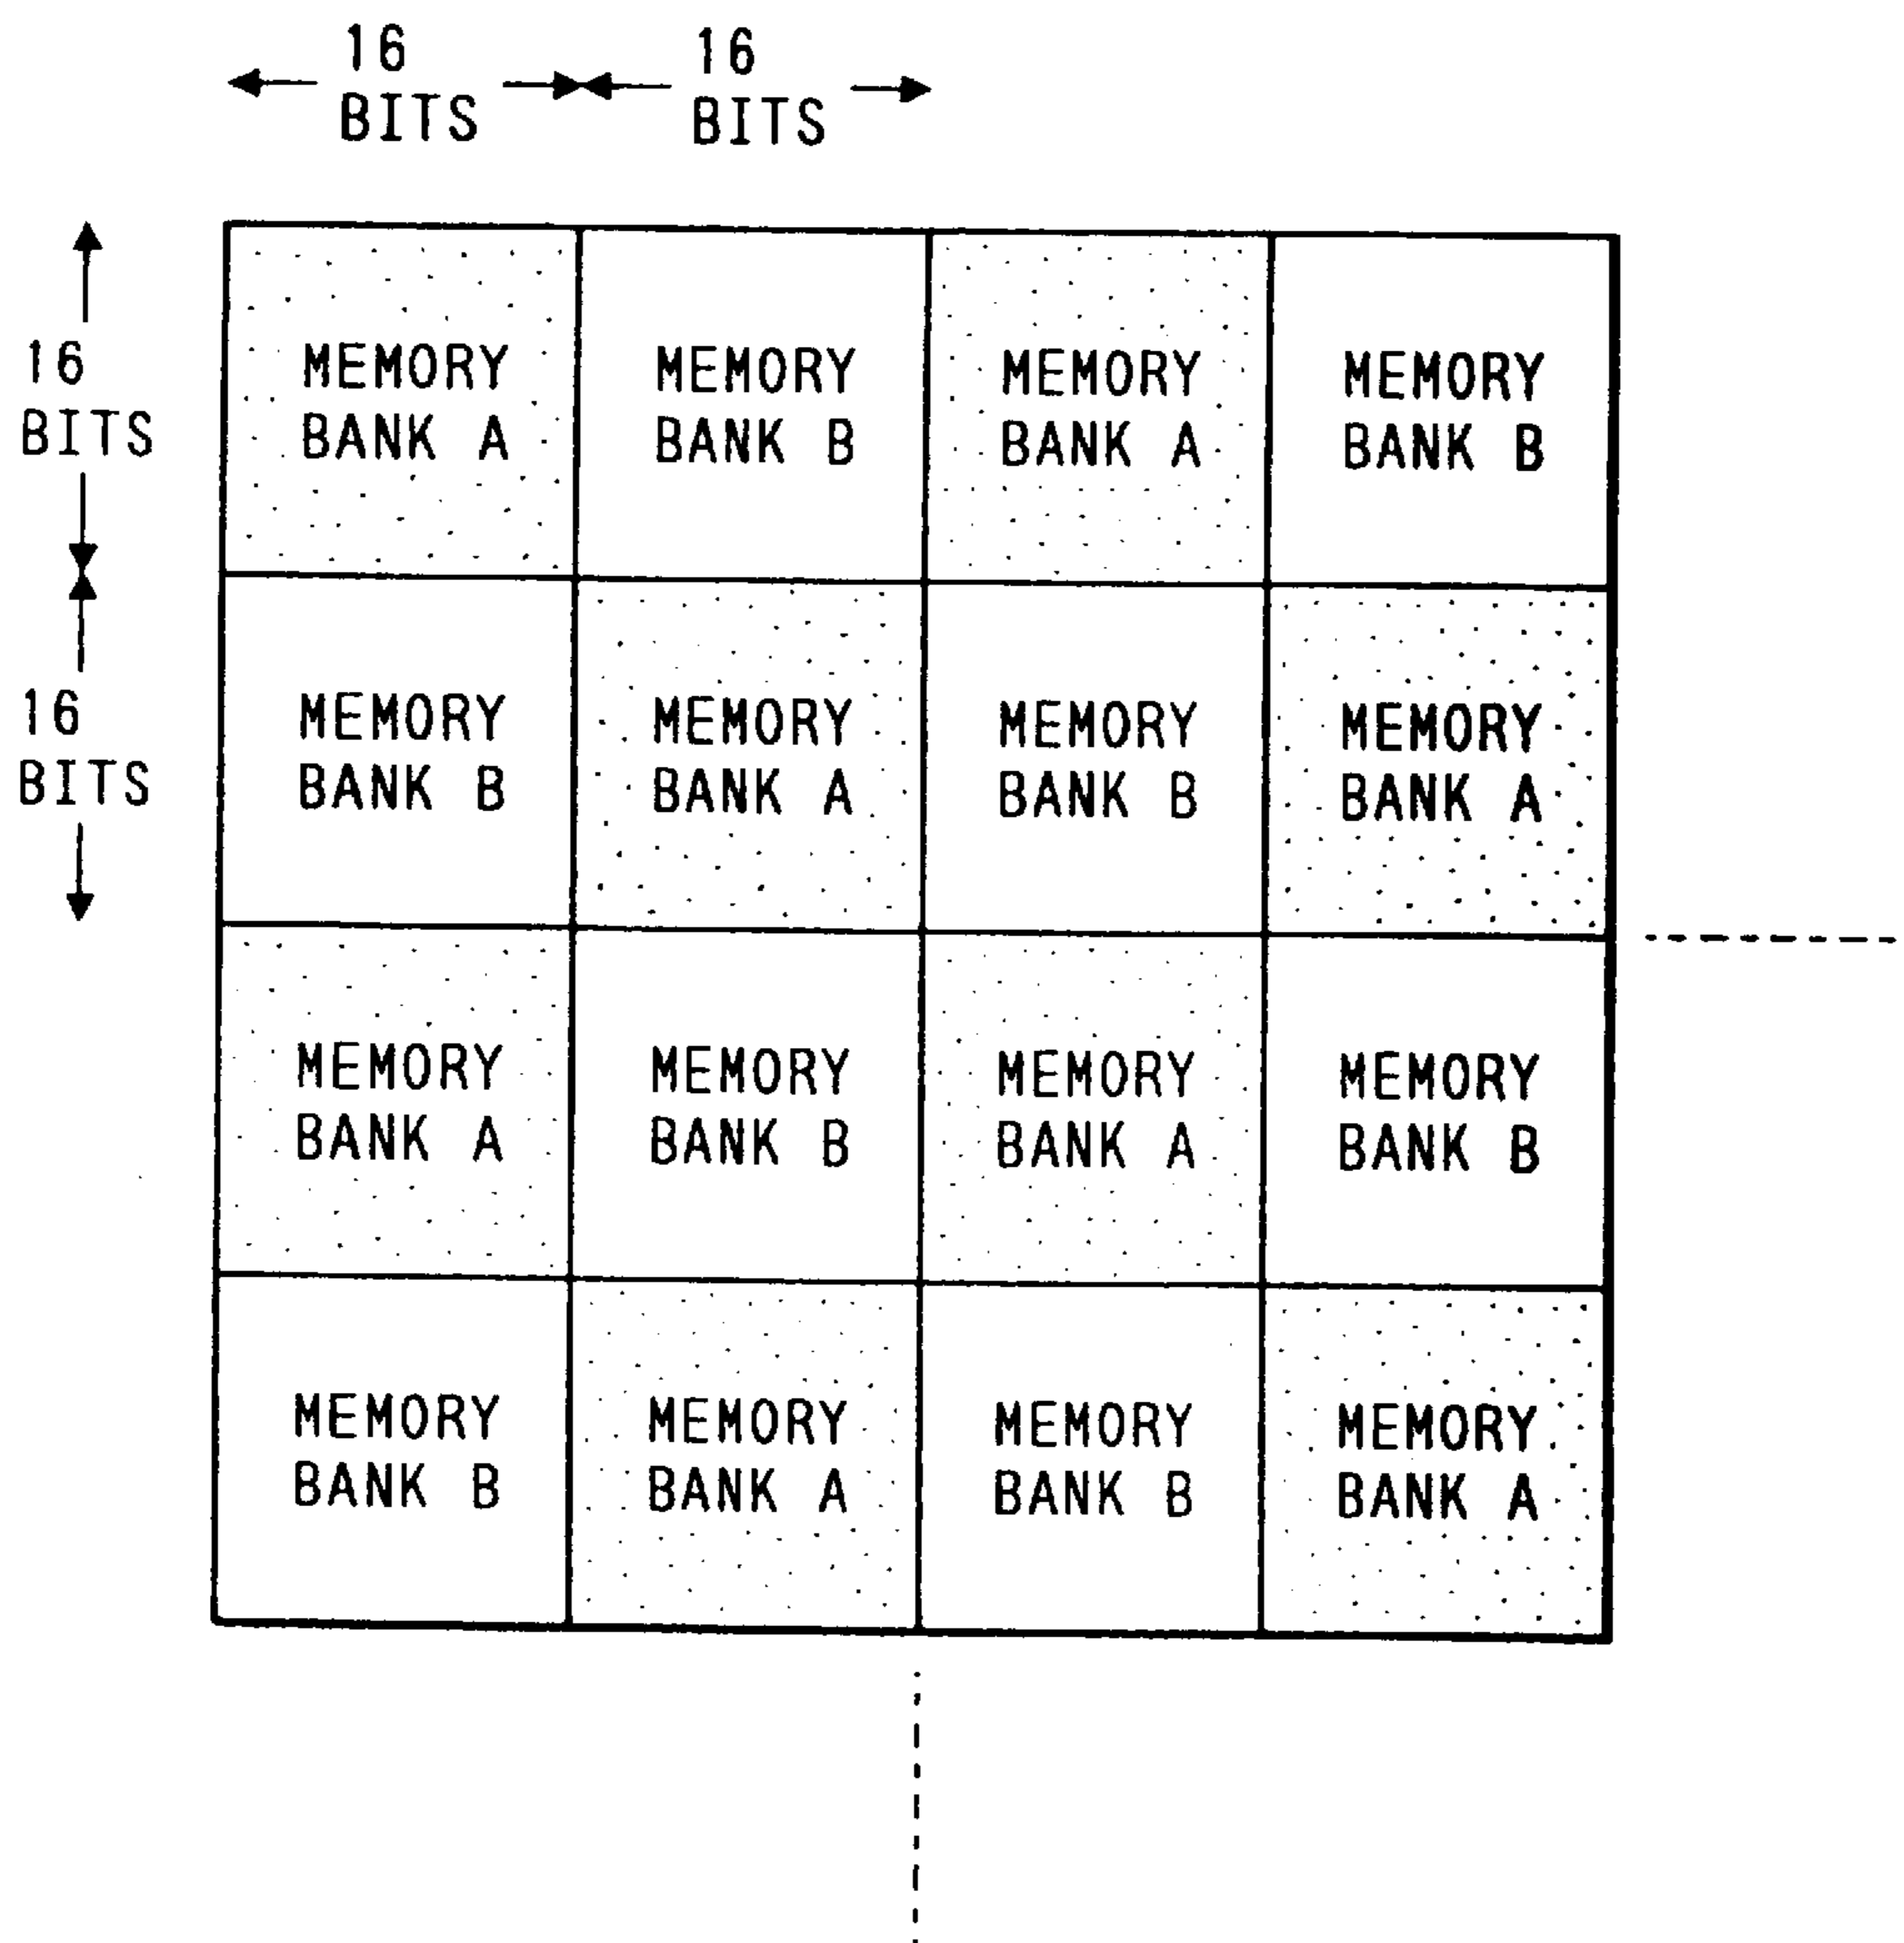 16 16
BITS BITS
16
BITS
MEMORY MEMORY MEMORY MEMORY
BANK A BANK B BANK A BANK B
16
BITS
MEMORY MEMORY MEMORY MEMORY
BANK B BANK A BANK B BANK A
MEMORY MEMORY MEMORY MEMORY
BANK A BANK B BANK A BANK B
MEMORY MEMORY MEMORY MEMORY
BANK B BANK A BANK B BANK A